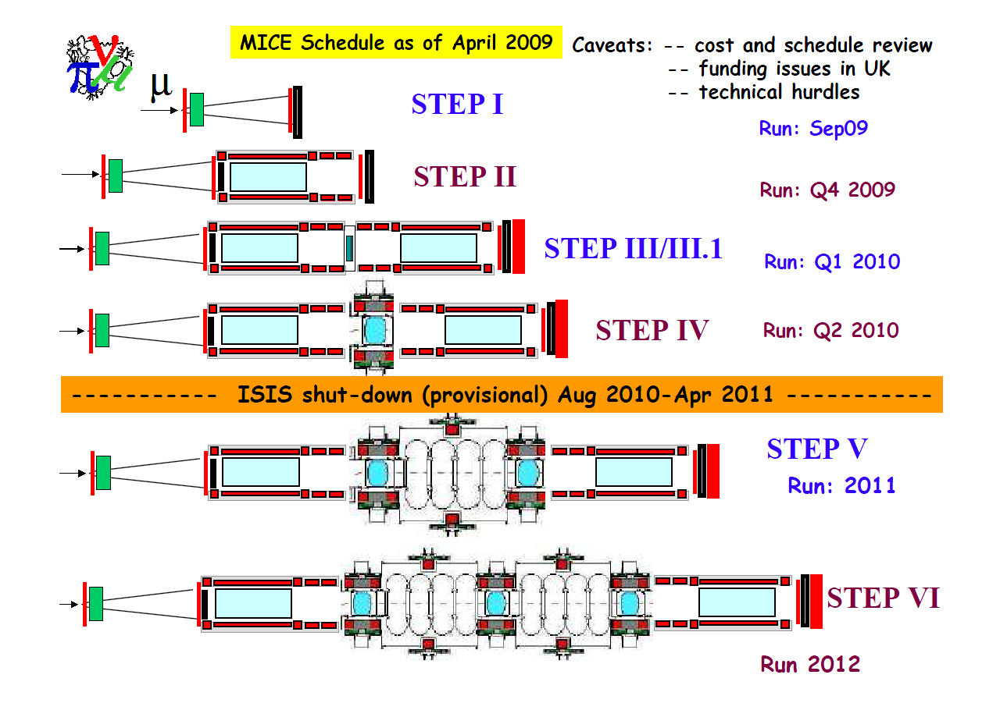 MICE Schedule as of April 2009
Caveats: -- cost and schedule review
-- funding issues in UK
-- technical hurdles
π ν μ
μ
STEP I
Run: Sep09
STEP II
Run: Q4 2009
STEP III/III.1
Run: Q1 2010
STEP IV
Run: Q2 2010
----------- ISIS shut-down (provisional) Aug 2010-Apr 2011 -----------
STEP V
Run: 2011
STEP VI
Run 2012